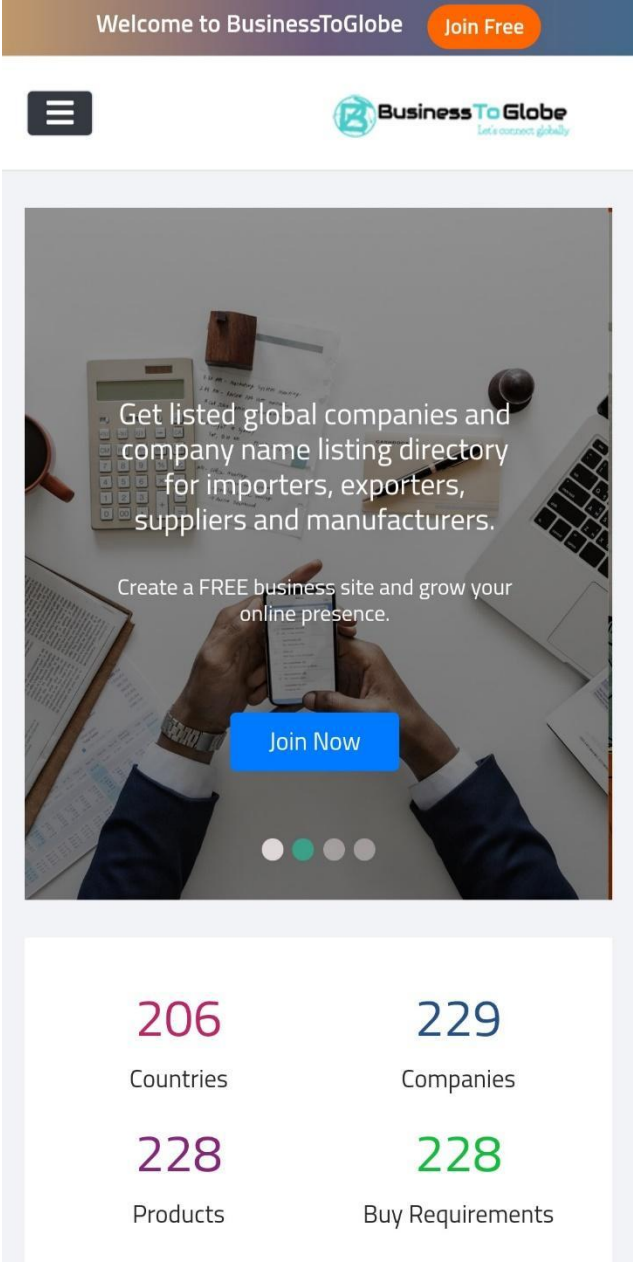 Welcome to BusinessToGlobe
Join Free
BusinessToGlobe
Let's connect globally
Get listed global companies and
company name listing directory
for importers, exporters,
suppliers and manufacturers.
Create a FREE business site and grow your
online presence.
Join Now
206 229
Countries Companies
228 228
Products Buy Requirements